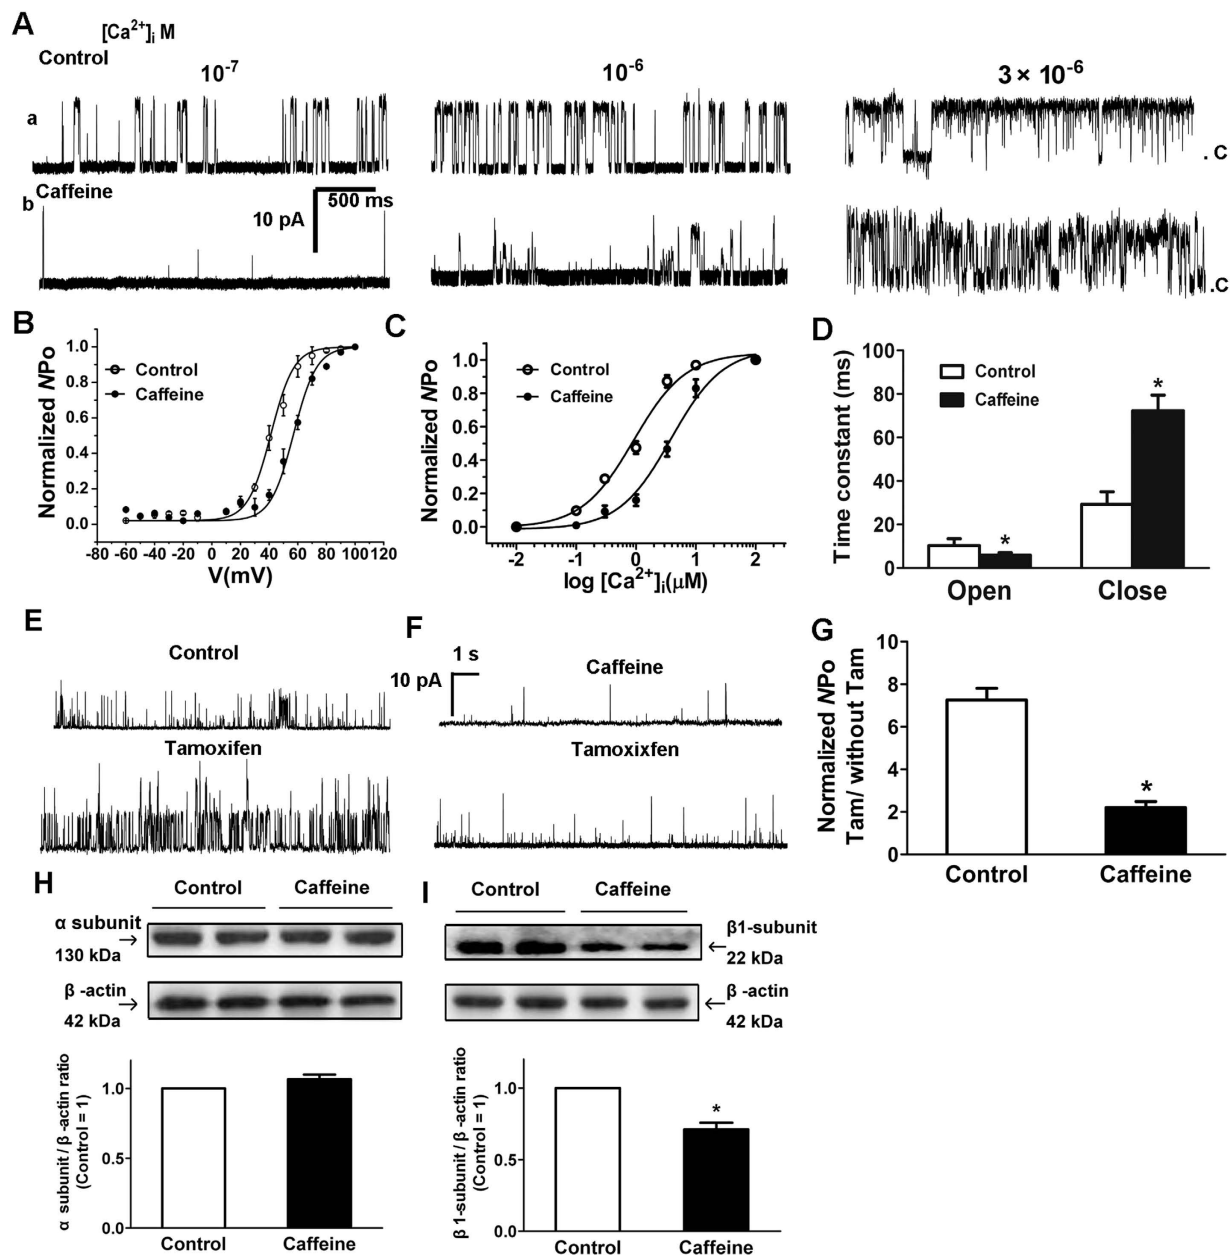 A
[Ca²⁺]ᵢ M
Control
10⁻⁷
10⁻⁶
3 × 10⁻⁶
a
. C
Caffeine
b
500 ms
10 pA
.C
B
Normalized NPo
1.0
0.8
0.6
0.4
0.2
0.0
Control
Caffeine
-80 -60 -40 -20 0 20 40 60 80 100 120
V(mV)
C
Normalized NPo
1.0
0.8
0.6
0.4
0.2
0.0
Control
Caffeine
-2 -1 0 1 2
log [Ca²⁺]ᵢ(μM)
D
Time constant (ms)
100
80
60
40
20
0
Control
Caffeine
*
*
Open Close
E
Control
Tamoxifen
F
1 s
10 pA
Caffeine
Tamoxixfen
G
Normalized NPo
Tam/ without Tam
10
8
6
4
2
0
*
Control Caffeine
H
Control Caffeine
α subunit
130 kDa
→
β -actin
42 kDa
→
α subunit / β -actin ratio
(Control = 1)
1.0
0.5
0.0
Control Caffeine
I
Control Caffeine
β1-subunit
←
22 kDa
β -actin
←
42 kDa
β 1-subunit / β -actin ratio
(Control = 1)
1.0
0.5
0.0
*
Control Caffeine